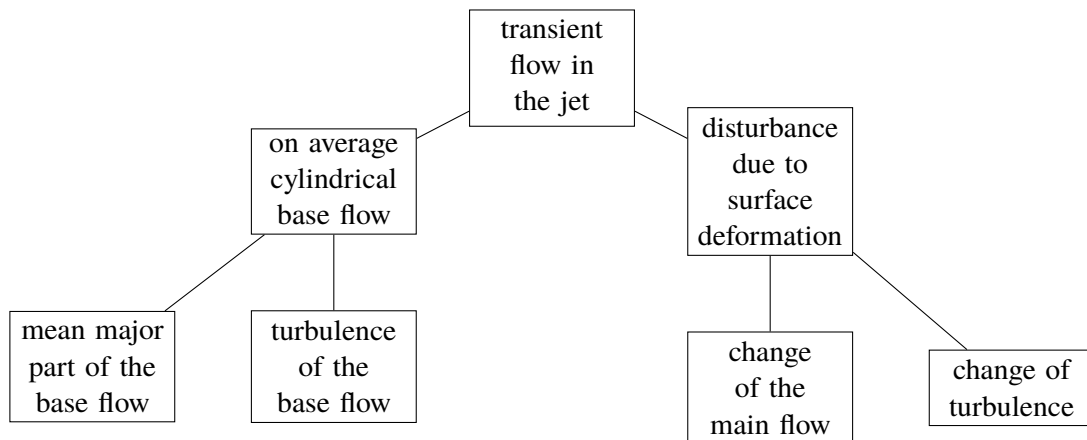 transient
flow in
the jet
on average
cylindrical
base flow
disturbance
due to
surface
deformation
mean major
part of the
base flow
turbulence
of the
base flow
change
of the
main flow
change of
turbulence